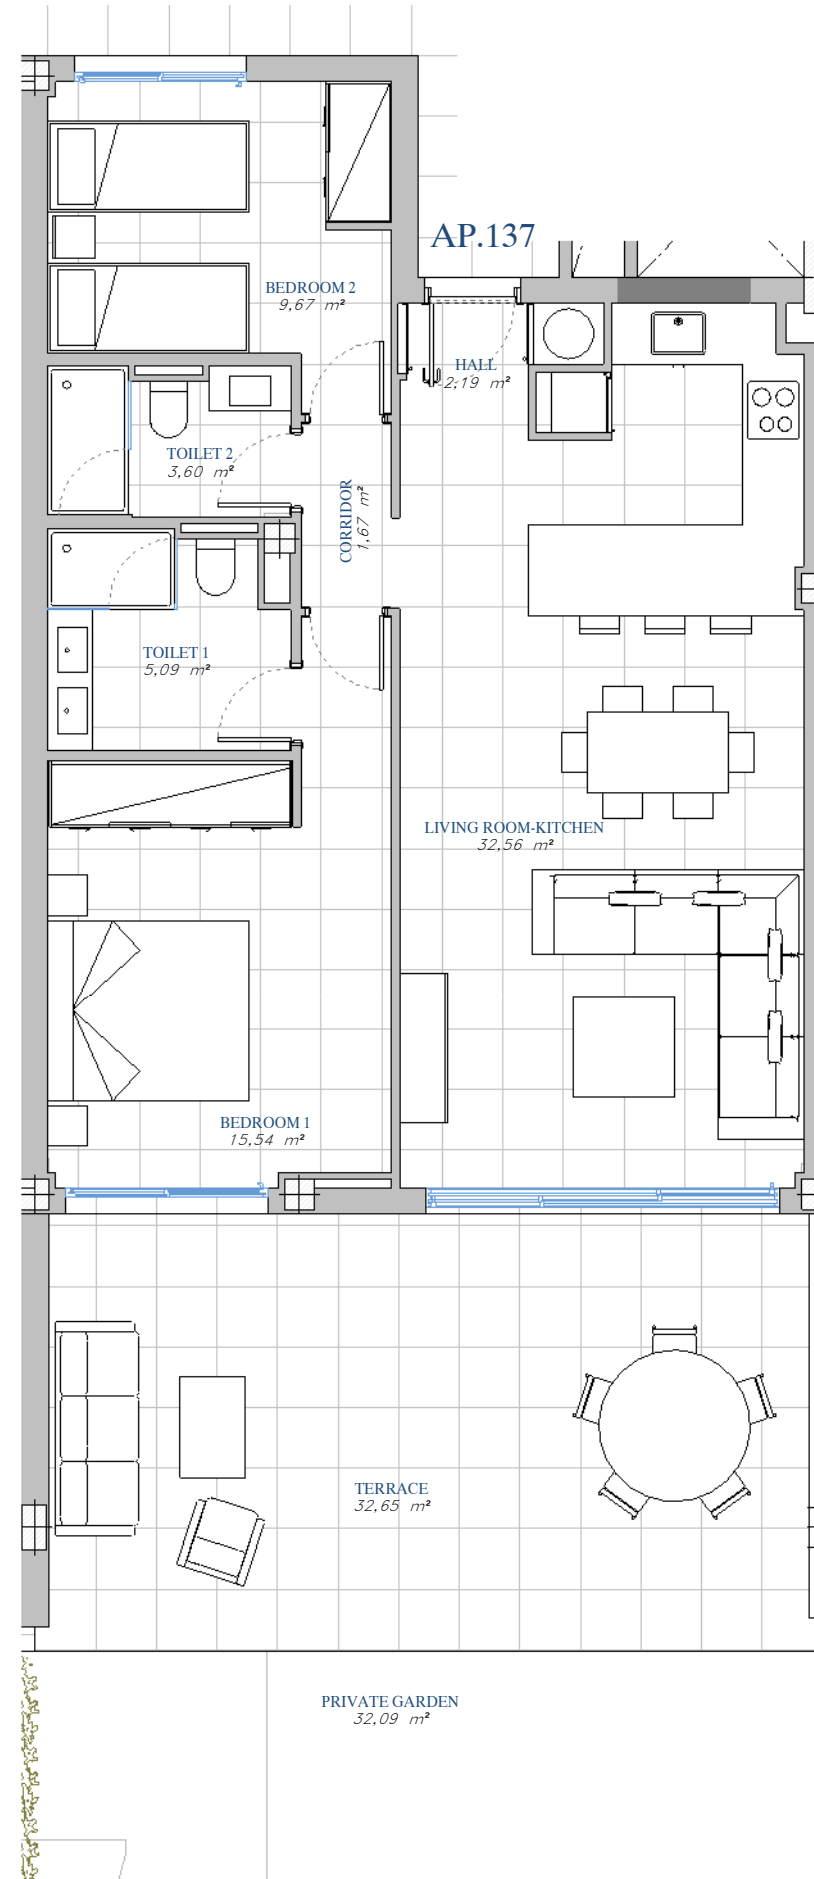 AP.137
BEDROOM 2
9,67 m²
HALL
2,19 m²
TOILET 2
3,60 m²
CORRIDOR
1,67 m²
TOILET 1
5,09 m²
LIVING ROOM-KITCHEN
32,56 m²
BEDROOM 1
15,54 m²
TERRACE
32,65 m²
PRIVATE GARDEN
32,09 m²